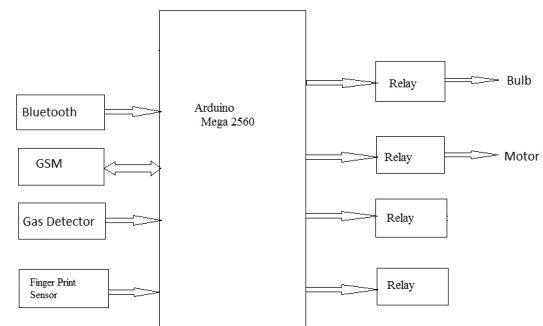 Bluetooth
GSM
Gas Detector
Finger Print
Sensor
Arduino
Mega 2560
Relay
Bulb
Relay
Motor
Relay
Relay